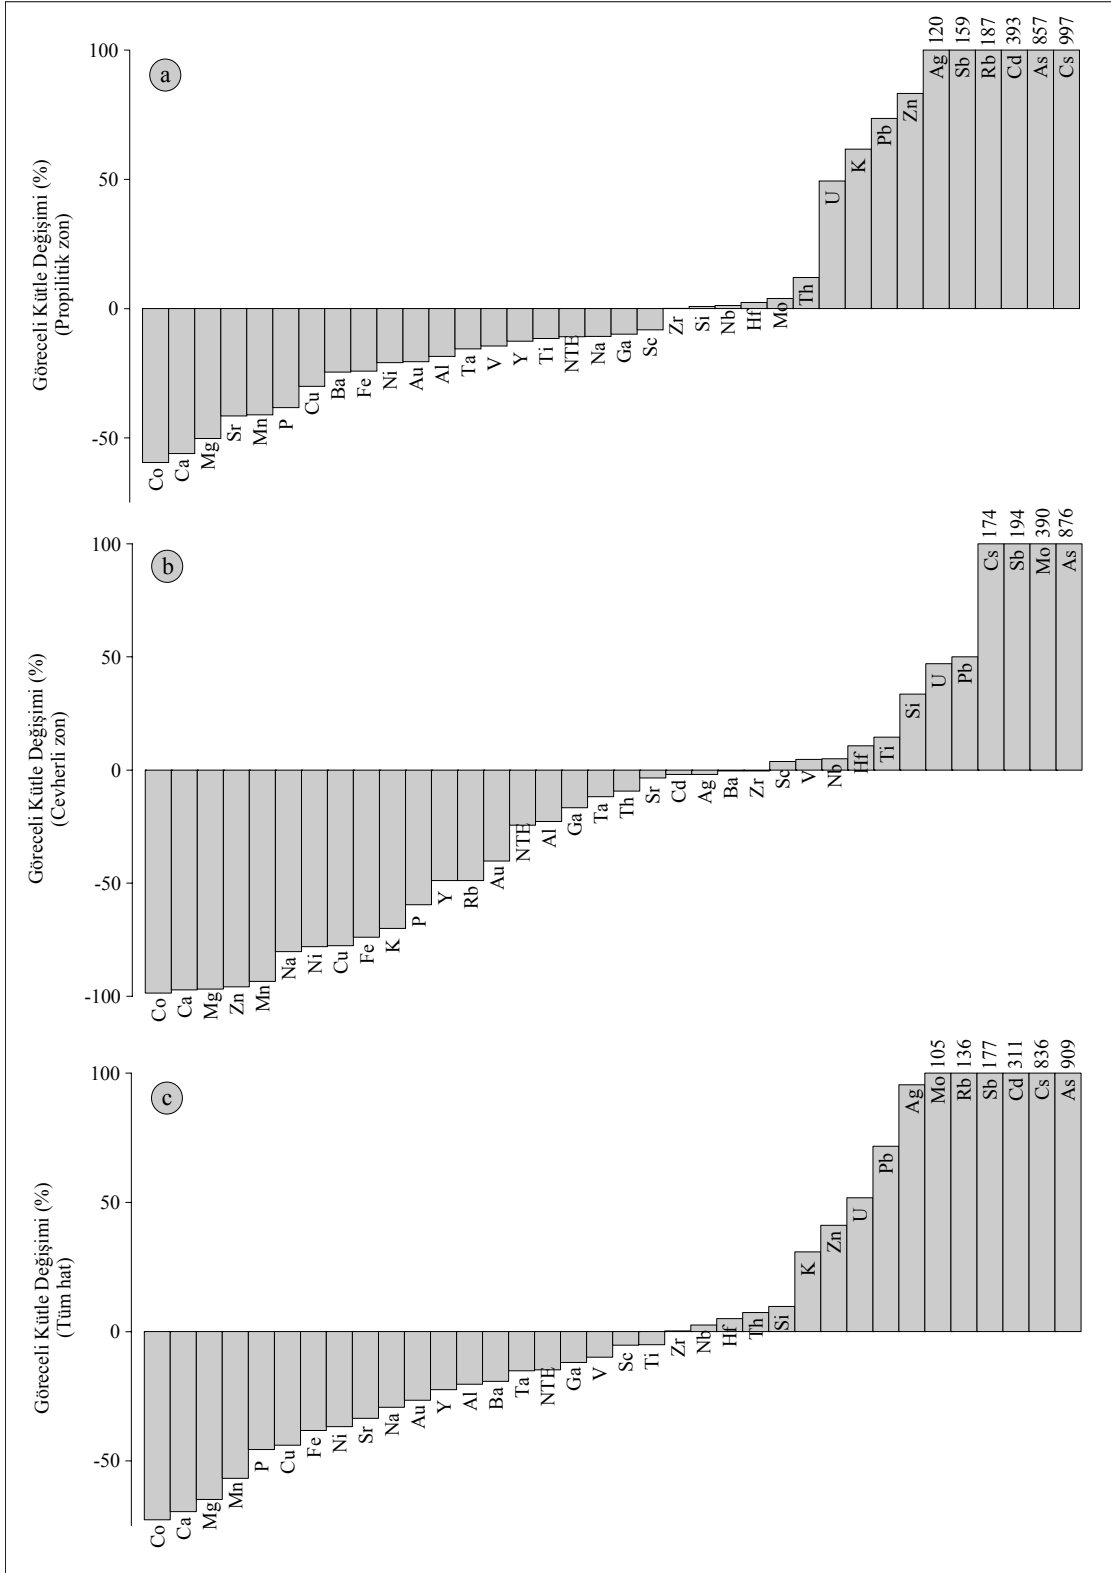 a
Göreceli Kütle Değişimi (%)
(Propilitik zon)
100
50
0
-50
Co Ca Mg Sr Mn P Cu Ba Fe Ni Au Al Ta V Y Ti NTE Na Ga Sc Zr Si Nb Hf Mo Th U K Pb Zn Ag Sb Rb Cd As Cs
120 159 187 393 857 997
b
Göreceli Kütle Değişimi (%)
(Cevherli zon)
100
50
0
-50
-100
Co Ca Mg Zn Mn Na Ni Cu Fe K P Y Rb Au NTE Al Ga Ta Th Sr Cd Ag Ba Zr Sc V Nb Hf Ti Si U Pb Cs Sb Mo As
174 194 390 876
c
Göreceli Kütle Değişimi (%)
(Tüm hat)
100
50
0
-50
Co Ca Mg Mn P Cu Fe Ni Sr Na Au Y Al Ba Ta NTE Ga V Sc Ti Zr Nb Hf Th Si K Zn U Pb Ag Mo Rb Sb Cd Cs As
105 136 177 311 836 909